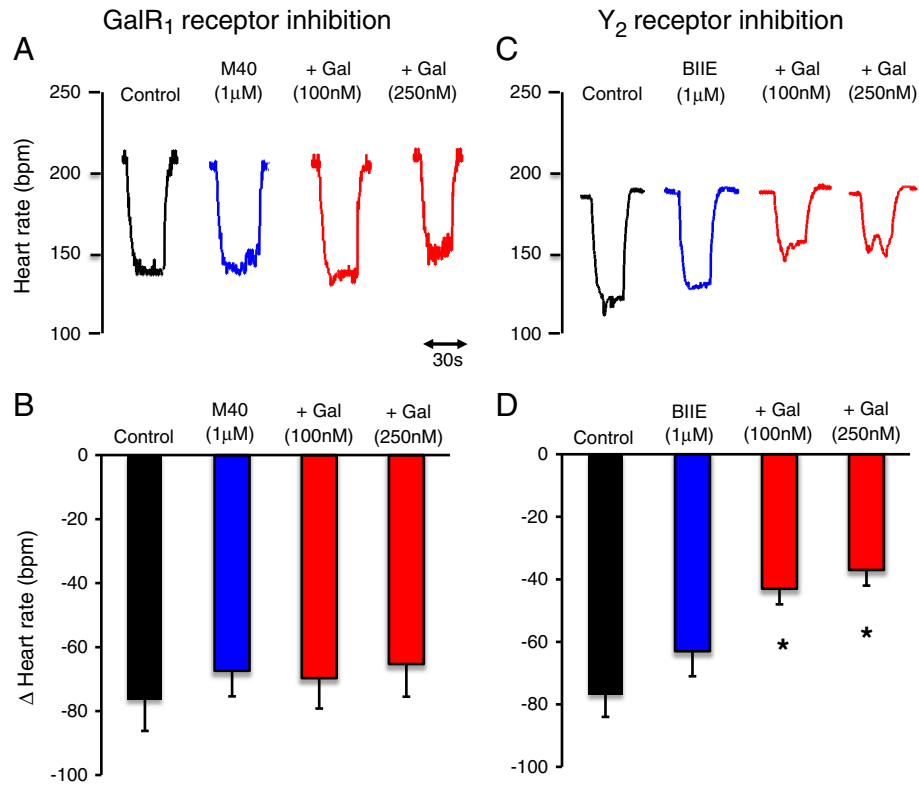 GalR1 receptor inhibition
Y2 receptor inhibition
A
Control
M40
(1µM)
+ Gal
(100nM)
+ Gal
(250nM)
250
200
150
100
Heart rate (bpm)
30s
C
Control
BIIE
(1µM)
+ Gal
(100nM)
+ Gal
(250nM)
250
200
150
100
B
Control
M40
(1µM)
+ Gal
(100nM)
+ Gal
(250nM)
0
-20
-40
-60
-80
-100
Δ Heart rate (bpm)
D
Control
BIIE
(1µM)
+ Gal
(100nM)
+ Gal
(250nM)
0
-20
-40
-60
-80
-100
*
*